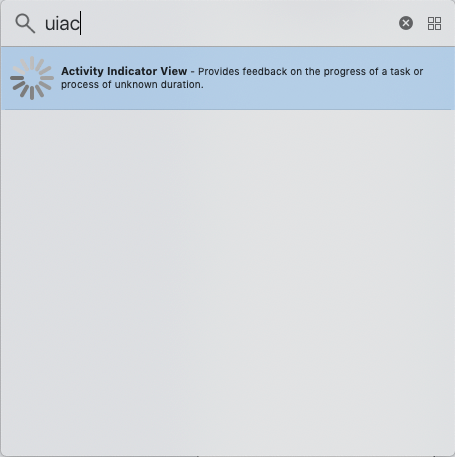 uiac
Activity Indicator View - Provides feedback on the progress of a task or
process of unknown duration.